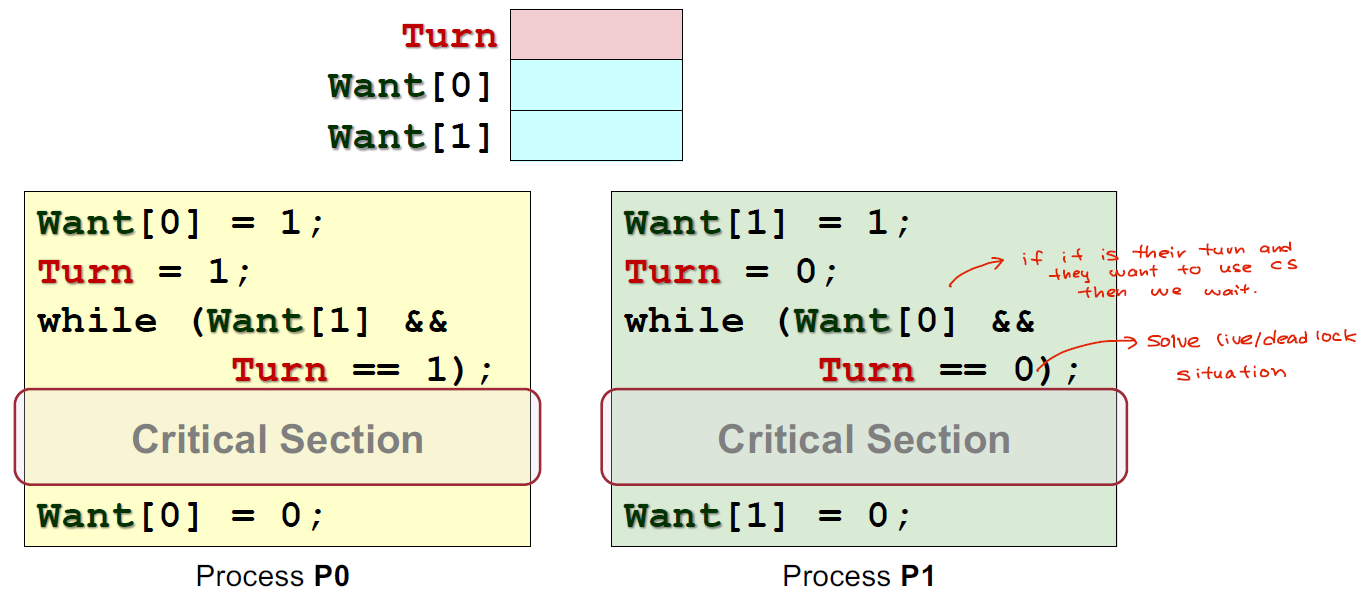 Turn
Want[0]
Want[1]
Want[0] = 1;
Turn = 1;
while (Want[1] &&
Turn == 1);
Critical Section
Want[0] = 0;
Process P0
Want[1] = 1;
Turn = 0;
while (Want[0] &&
Turn == 0);
Critical Section
Want[1] = 0;
Process P1
if it is their turn and
they want to use CS
then we wait.
solve live/dead lock
situation